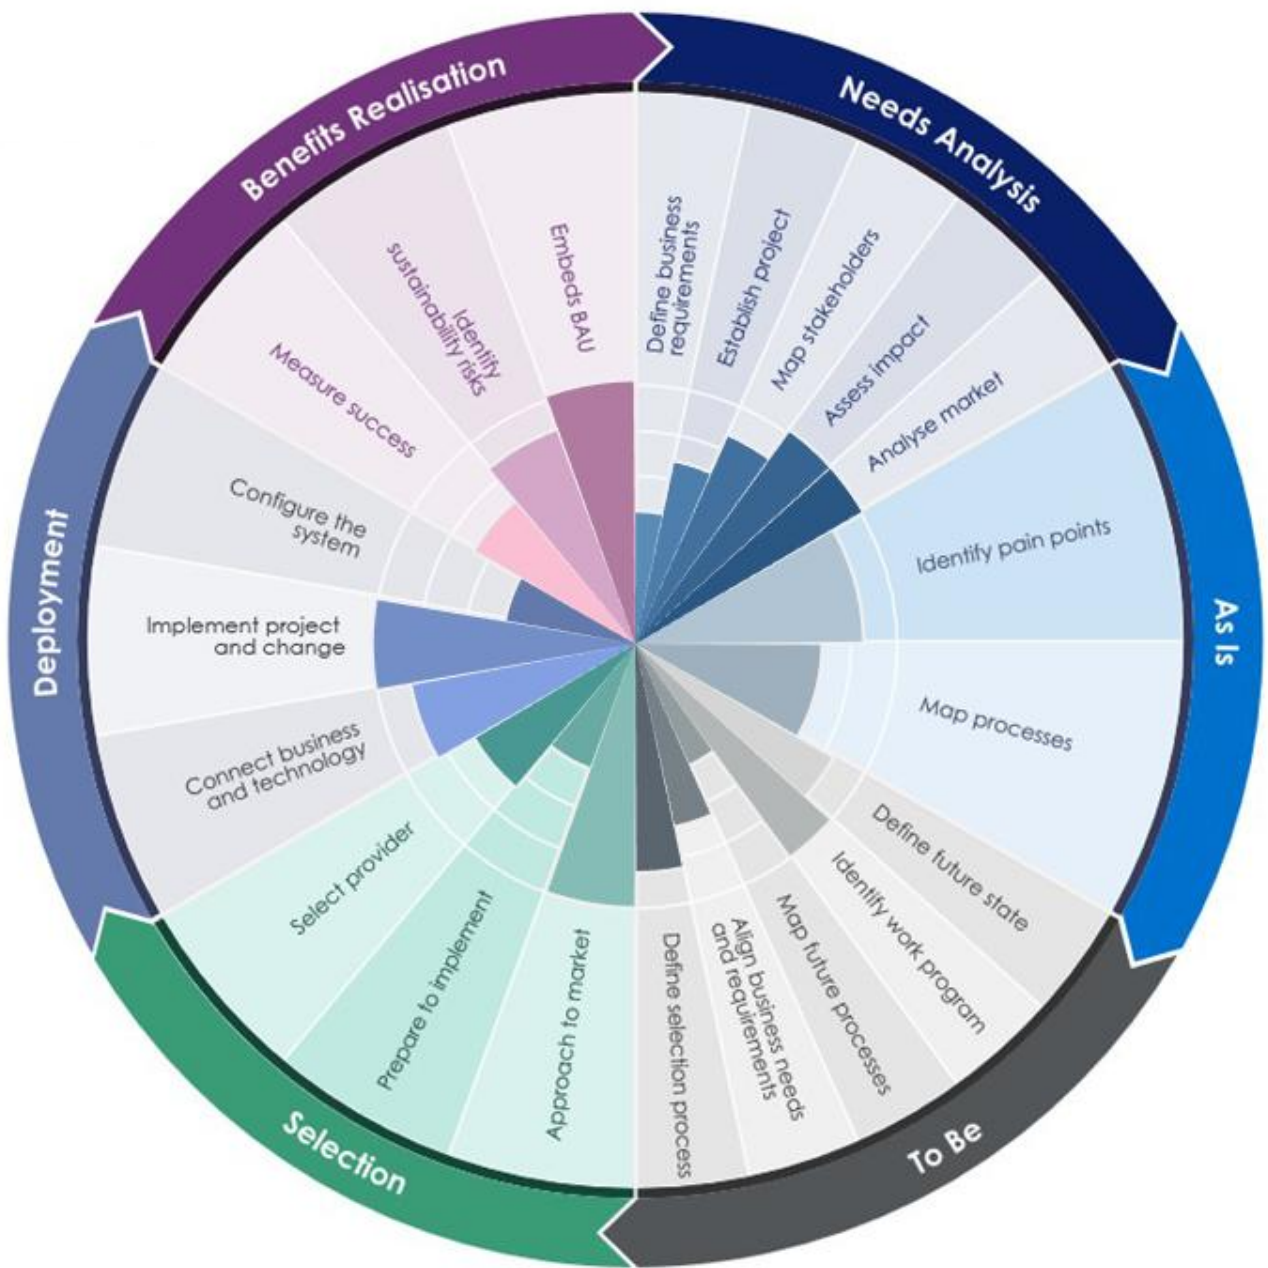 Needs Analysis
Define business
requirements
Establish project
Map stakeholders
Assess impact
Analyse market
As Is
Identify pain points
Map processes
To Be
Define future state
Identify work program
Map future processes
Align business needs
and requirements
Define selection process
Selection
Approach to market
Prepare to implement
Select provider
Deployment
Connect business
and technology
Implement project
and change
Configure the
system
Benefits Realisation
Measure success
Identify
sustainability risks
Embeds BAU